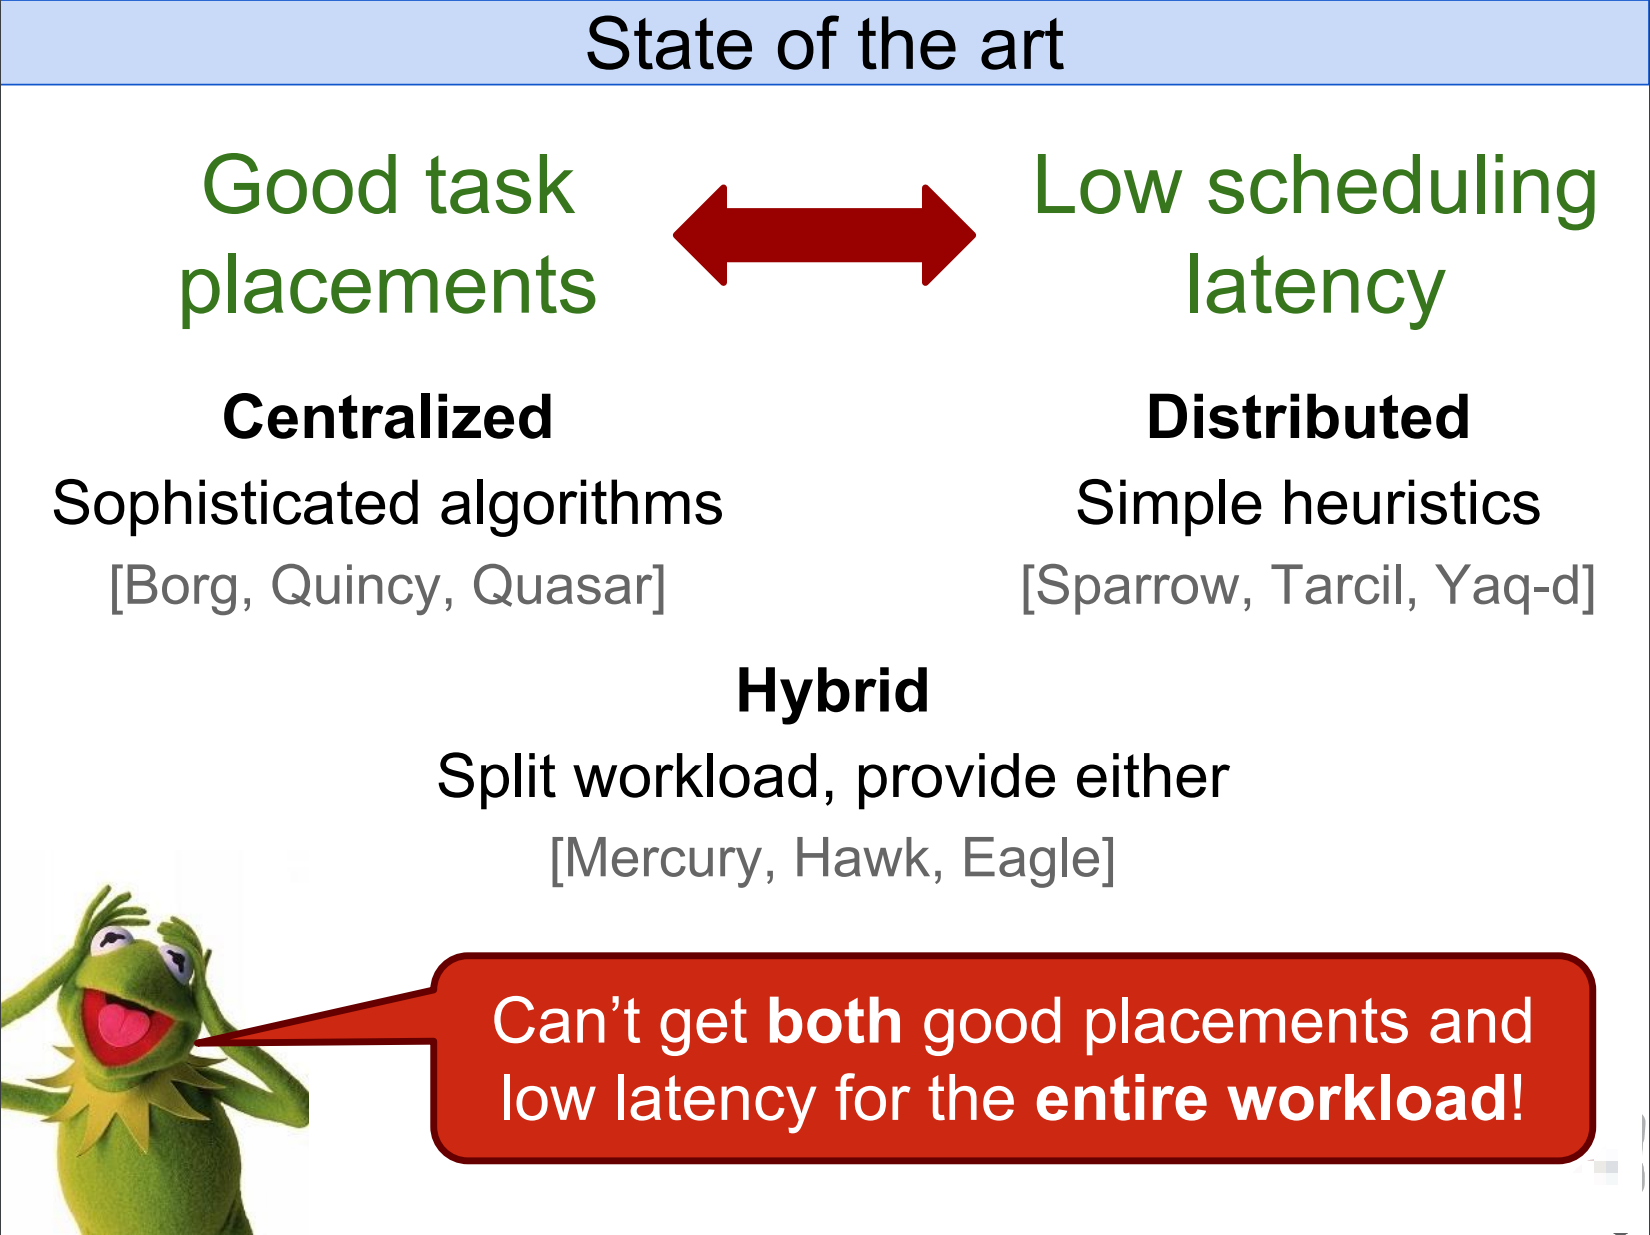 State of the art
Good task
placements
Low scheduling
latency
Centralized
Sophisticated algorithms
[Borg, Quincy, Quasar]
Distributed
Simple heuristics
[Sparrow, Tarcil, Yaq-d]
Hybrid
Split workload, provide either
[Mercury, Hawk, Eagle]
Can’t get both good placements and
low latency for the entire workload!